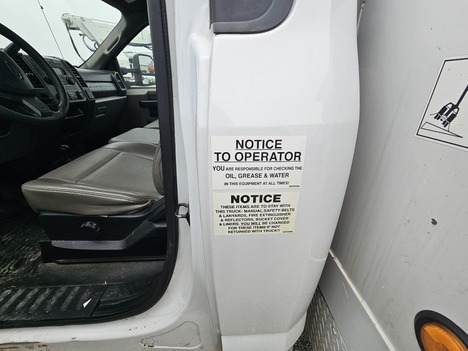 NOTICE
TO OPERATOR
YOU ARE RESPONSIBLE FOR CHECKING THE
OIL, GREASE & WATER
IN THIS EQUIPMENT AT ALL TIMES!
NOTICE
THESE ITEMS ARE TO STAY WITH
THIS TRUCK: MANUAL, SAFETY BELTS
& LANYARDS, FIRE EXTINGUISHER
& REFLECTORS, BUCKET COVER
& LINERS. YOU WILL BE CHARGED
FOR THESE ITEMS IF NOT
RETURNED WITH TRUCK!!